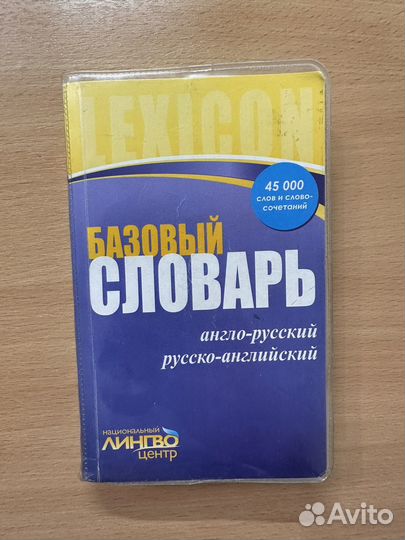 LEXICON
45 000
слов и слово-
сочетаний
БАЗОВЫЙ
СЛОВАРЬ
англо-русский
русско-английский
национальный
ЛИНГВО
центр
Avito